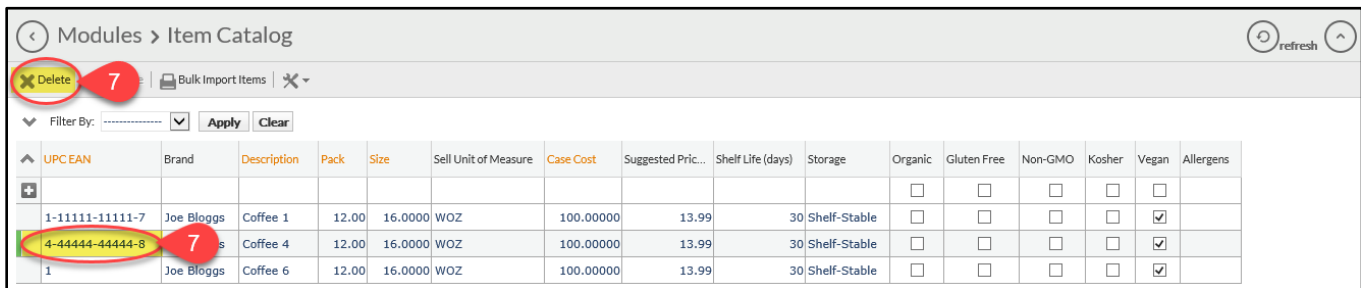 Modules > Item Catalog
refresh
Delete 7 Bulk Import Items
Filter By: --------------- Apply Clear
UPC EAN Brand Description Pack Size Sell Unit of Measure Case Cost Suggested Pric... Shelf Life (days) Storage Organic Gluten Free Non-GMO Kosher Vegan Allergens
1-11111-11111-7 Joe Bloggs Coffee 1 12.00 16.0000 WOZ 100.00000 13.99 30 Shelf-Stable
4-44444-44444-8 7 s Coffee 4 12.00 16.0000 WOZ 100.00000 13.99 30 Shelf-Stable
1 Joe Bloggs Coffee 6 12.00 16.0000 WOZ 100.00000 13.99 30 Shelf-Stable